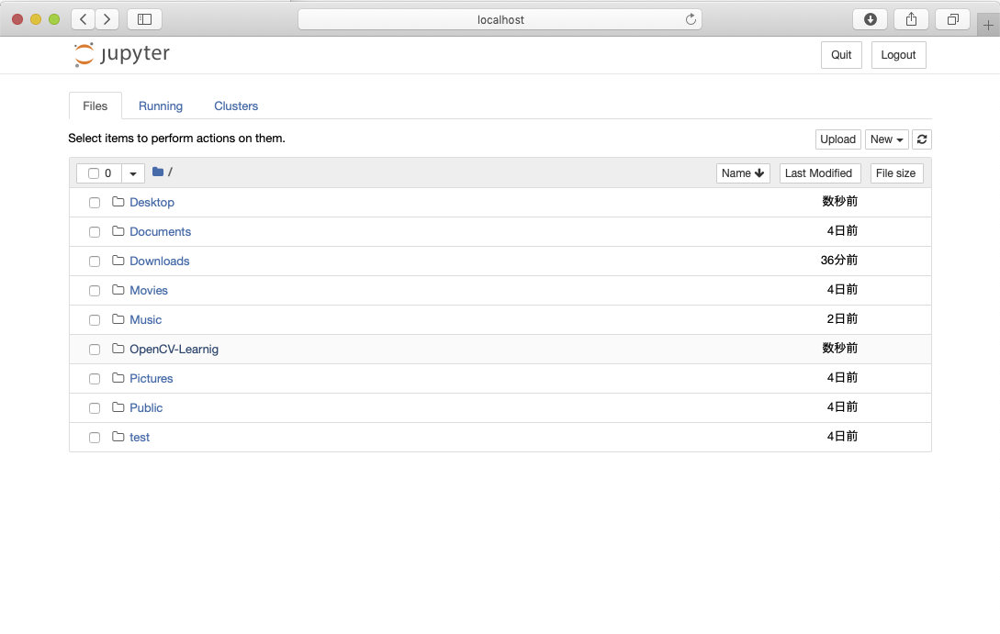 localhost
jupyter
Quit Logout
Files Running Clusters
Select items to perform actions on them.
Upload New
0 / Name Last Modified File size
Desktop 数秒前
Documents 4日前
Downloads 36分前
Movies 4日前
Music 2日前
OpenCV-Learnig 数秒前
Pictures 4日前
Public 4日前
test 4日前